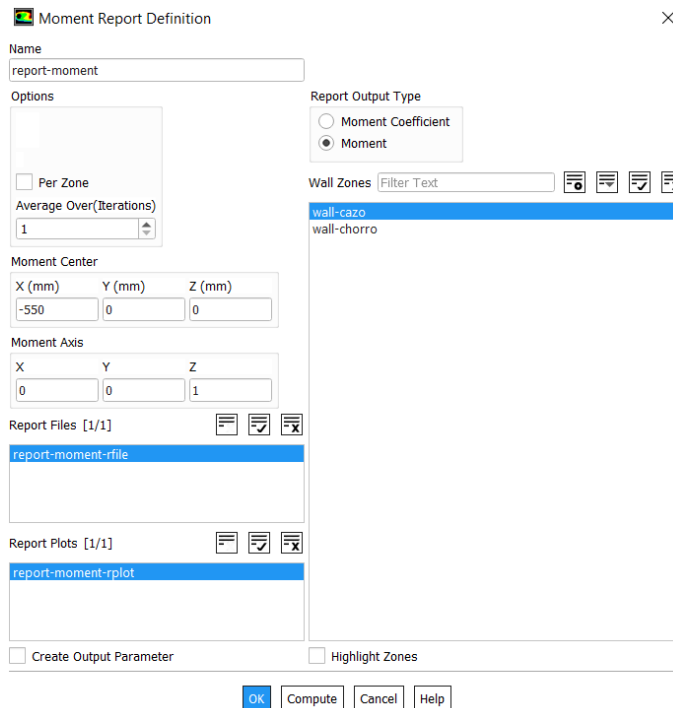 Moment Report Definition
Name
report-moment
Options
Per Zone
Average Over(Iterations)
1
Moment Center
X (mm) Y (mm) Z (mm)
-550 0 0
Moment Axis
X Y Z
0 0 1
Report Files [1/1]
report-moment-rfile
Report Plots [1/1]
report-moment-rplot
Create Output Parameter
Report Output Type
Moment Coefficient
Moment
Wall Zones Filter Text
wall-cazo
wall-chorro
Highlight Zones
OK Compute Cancel Help